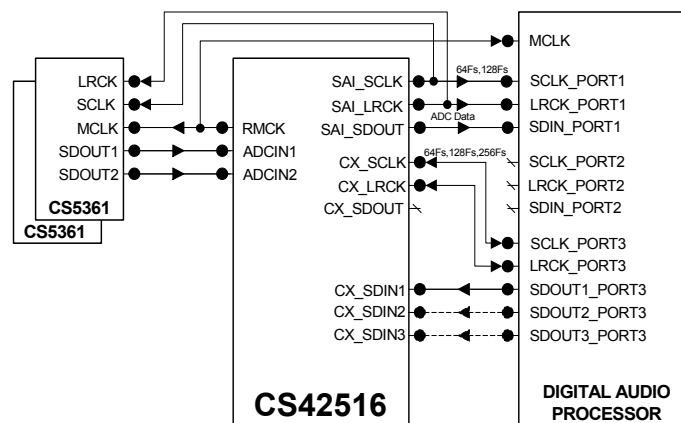 LRCK
SCLK
MCLK
SDOUT1
SDOUT2
CS5361
CS5361
RMCK
ADCIN1
ADCIN2
SAI_SCLK
SAI_LRCK
SAI_SDOUT
CX_SCLK
CX_LRCK
CX_SDOUT
CX_SDIN1
CX_SDIN2
CX_SDIN3
CS42516
64Fs,128Fs
ADC Data
64Fs,128Fs,256Fs
MCLK
SCLK_PORT1
LRCK_PORT1
SDIN_PORT1
SCLK_PORT2
LRCK_PORT2
SDIN_PORT2
SCLK_PORT3
LRCK_PORT3
SDOUT1_PORT3
SDOUT2_PORT3
SDOUT3_PORT3
DIGITAL AUDIO
PROCESSOR